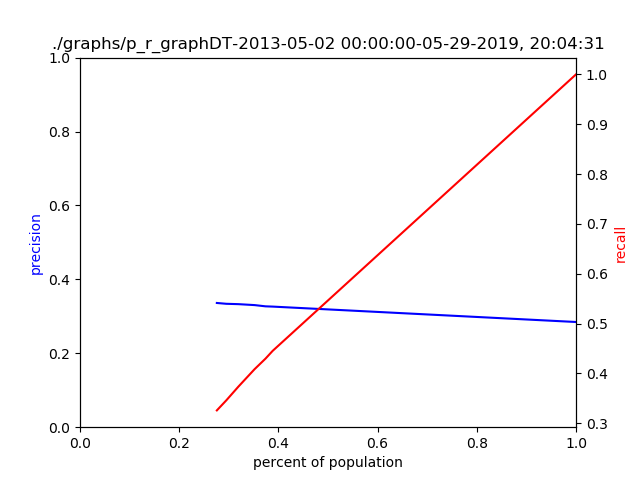 ./graphs/p_r_graphDT-2013-05-02 00:00:00-05-29-2019, 20:04:31
1.0
0.8
0.6
0.4
0.2
0.0
precision
1.0
0.9
0.8
0.7
0.6
0.5
0.4
0.3
recall
0.0 0.2 0.4 0.6 0.8 1.0
percent of population